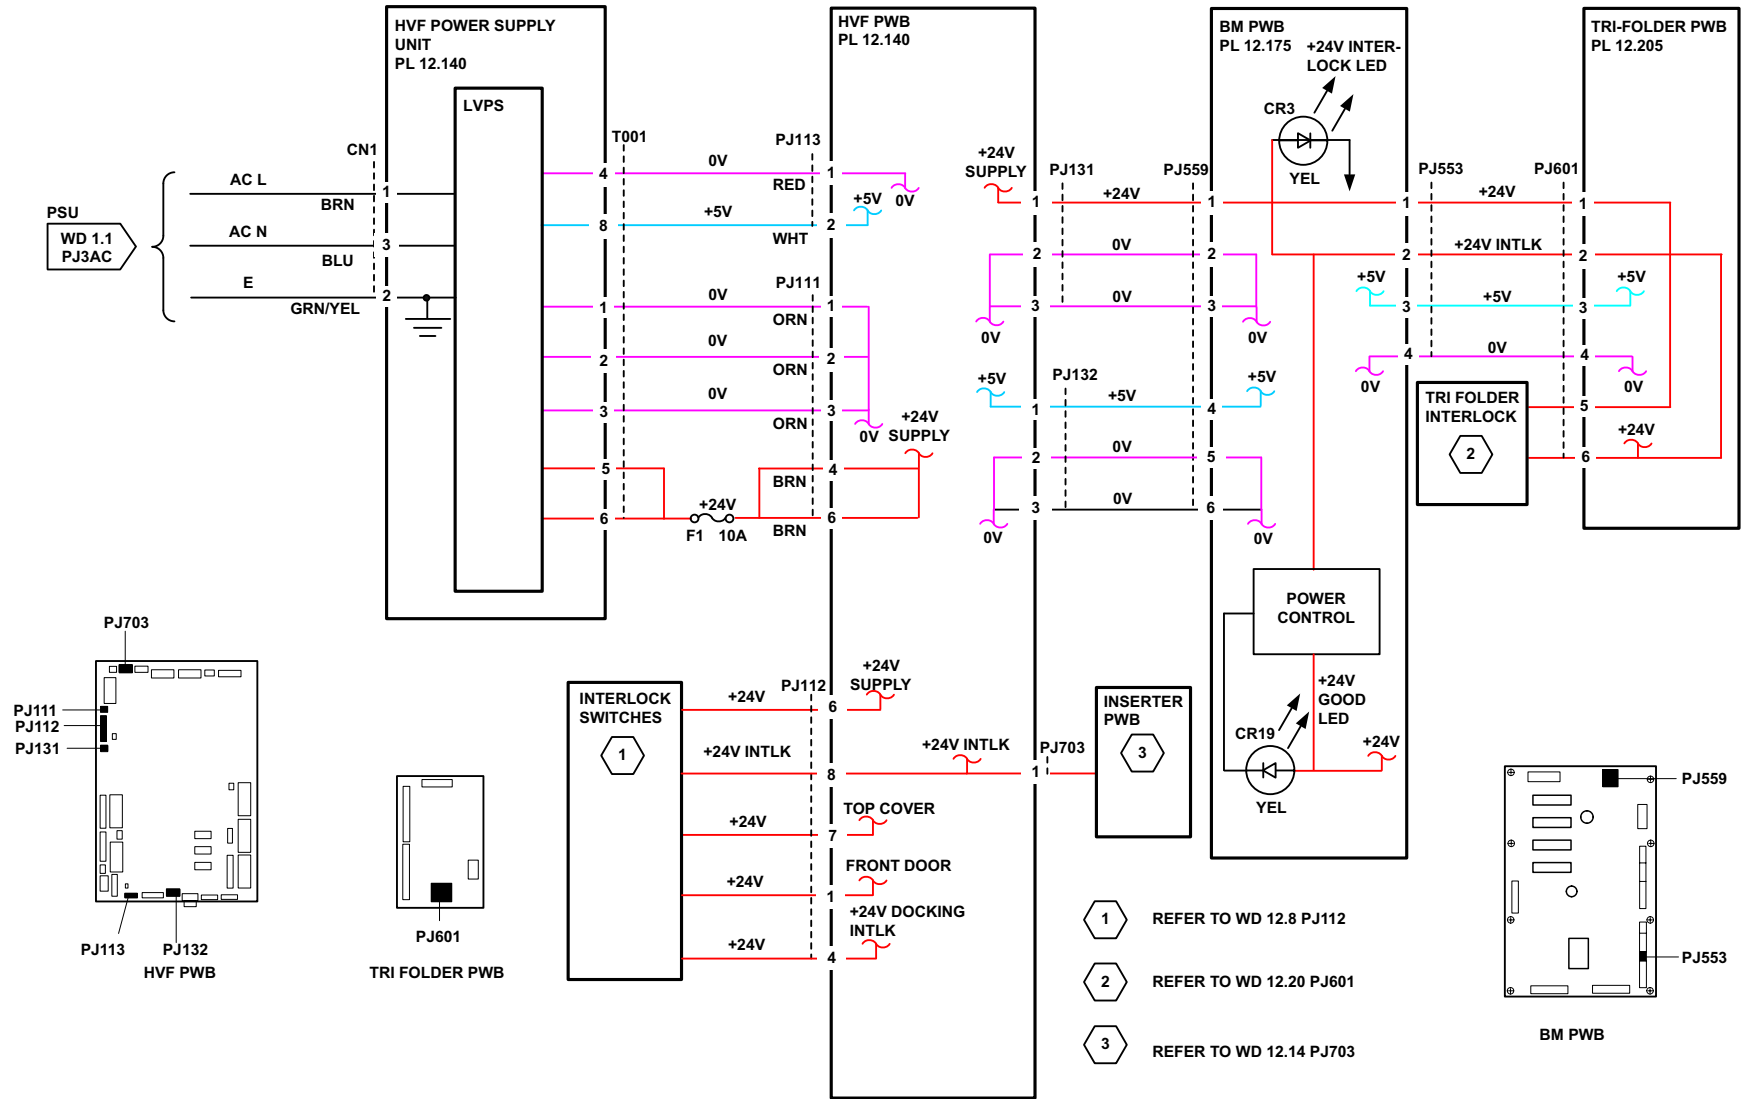 HVF POWER SUPPLY
UNIT
PL 12.140
LVPS
CN1
T001
PSU
WD 1.1
PJ3AC
AC L
BRN
1
AC N
BLU
3
E
GRN/YEL
2
4
0V
PJ113
1
RED
0V
8
+5V
2
WHT
+5V
1
0V
PJ111
1
ORN
2
0V
2
ORN
3
0V
3
ORN
0V
+24V
SUPPLY
5
4
BRN
6
+24V
F1 10A
6
BRN
HVF PWB
PL 12.140
+24V
SUPPLY
PJ131
PJ559
1
+24V
1
2
0V
2
3
0V
3
0V
0V
+5V
PJ132
+5V
1
+5V
4
2
0V
5
3
0V
6
0V
0V
BM PWB
PL 12.175
+24V INTER-
LOCK LED
CR3
YEL
PJ553
PJ601
1
+24V
1
2
+24V INTLK
2
+5V
3
+5V
3
+5V
4
0V
4
0V
0V
TRI-FOLDER PWB
PL 12.205
TRI FOLDER
INTERLOCK
2
5
+24V
6
POWER
CONTROL
+24V
GOOD
LED
CR19
YEL
+24V
INTERLOCK
SWITCHES
1
+24V
PJ112
6
+24V
SUPPLY
+24V INTLK
8
+24V INTLK
1
PJ703
INSERTER
PWB
3
+24V
7
TOP COVER
+24V
1
FRONT DOOR
+24V
4
+24V DOCKING
INTLK
1
REFER TO WD 12.8 PJ112
2
REFER TO WD 12.20 PJ601
3
REFER TO WD 12.14 PJ703
PJ703
PJ111
PJ112
PJ131
PJ113
PJ132
HVF PWB
PJ601
TRI FOLDER PWB
PJ559
PJ553
BM PWB